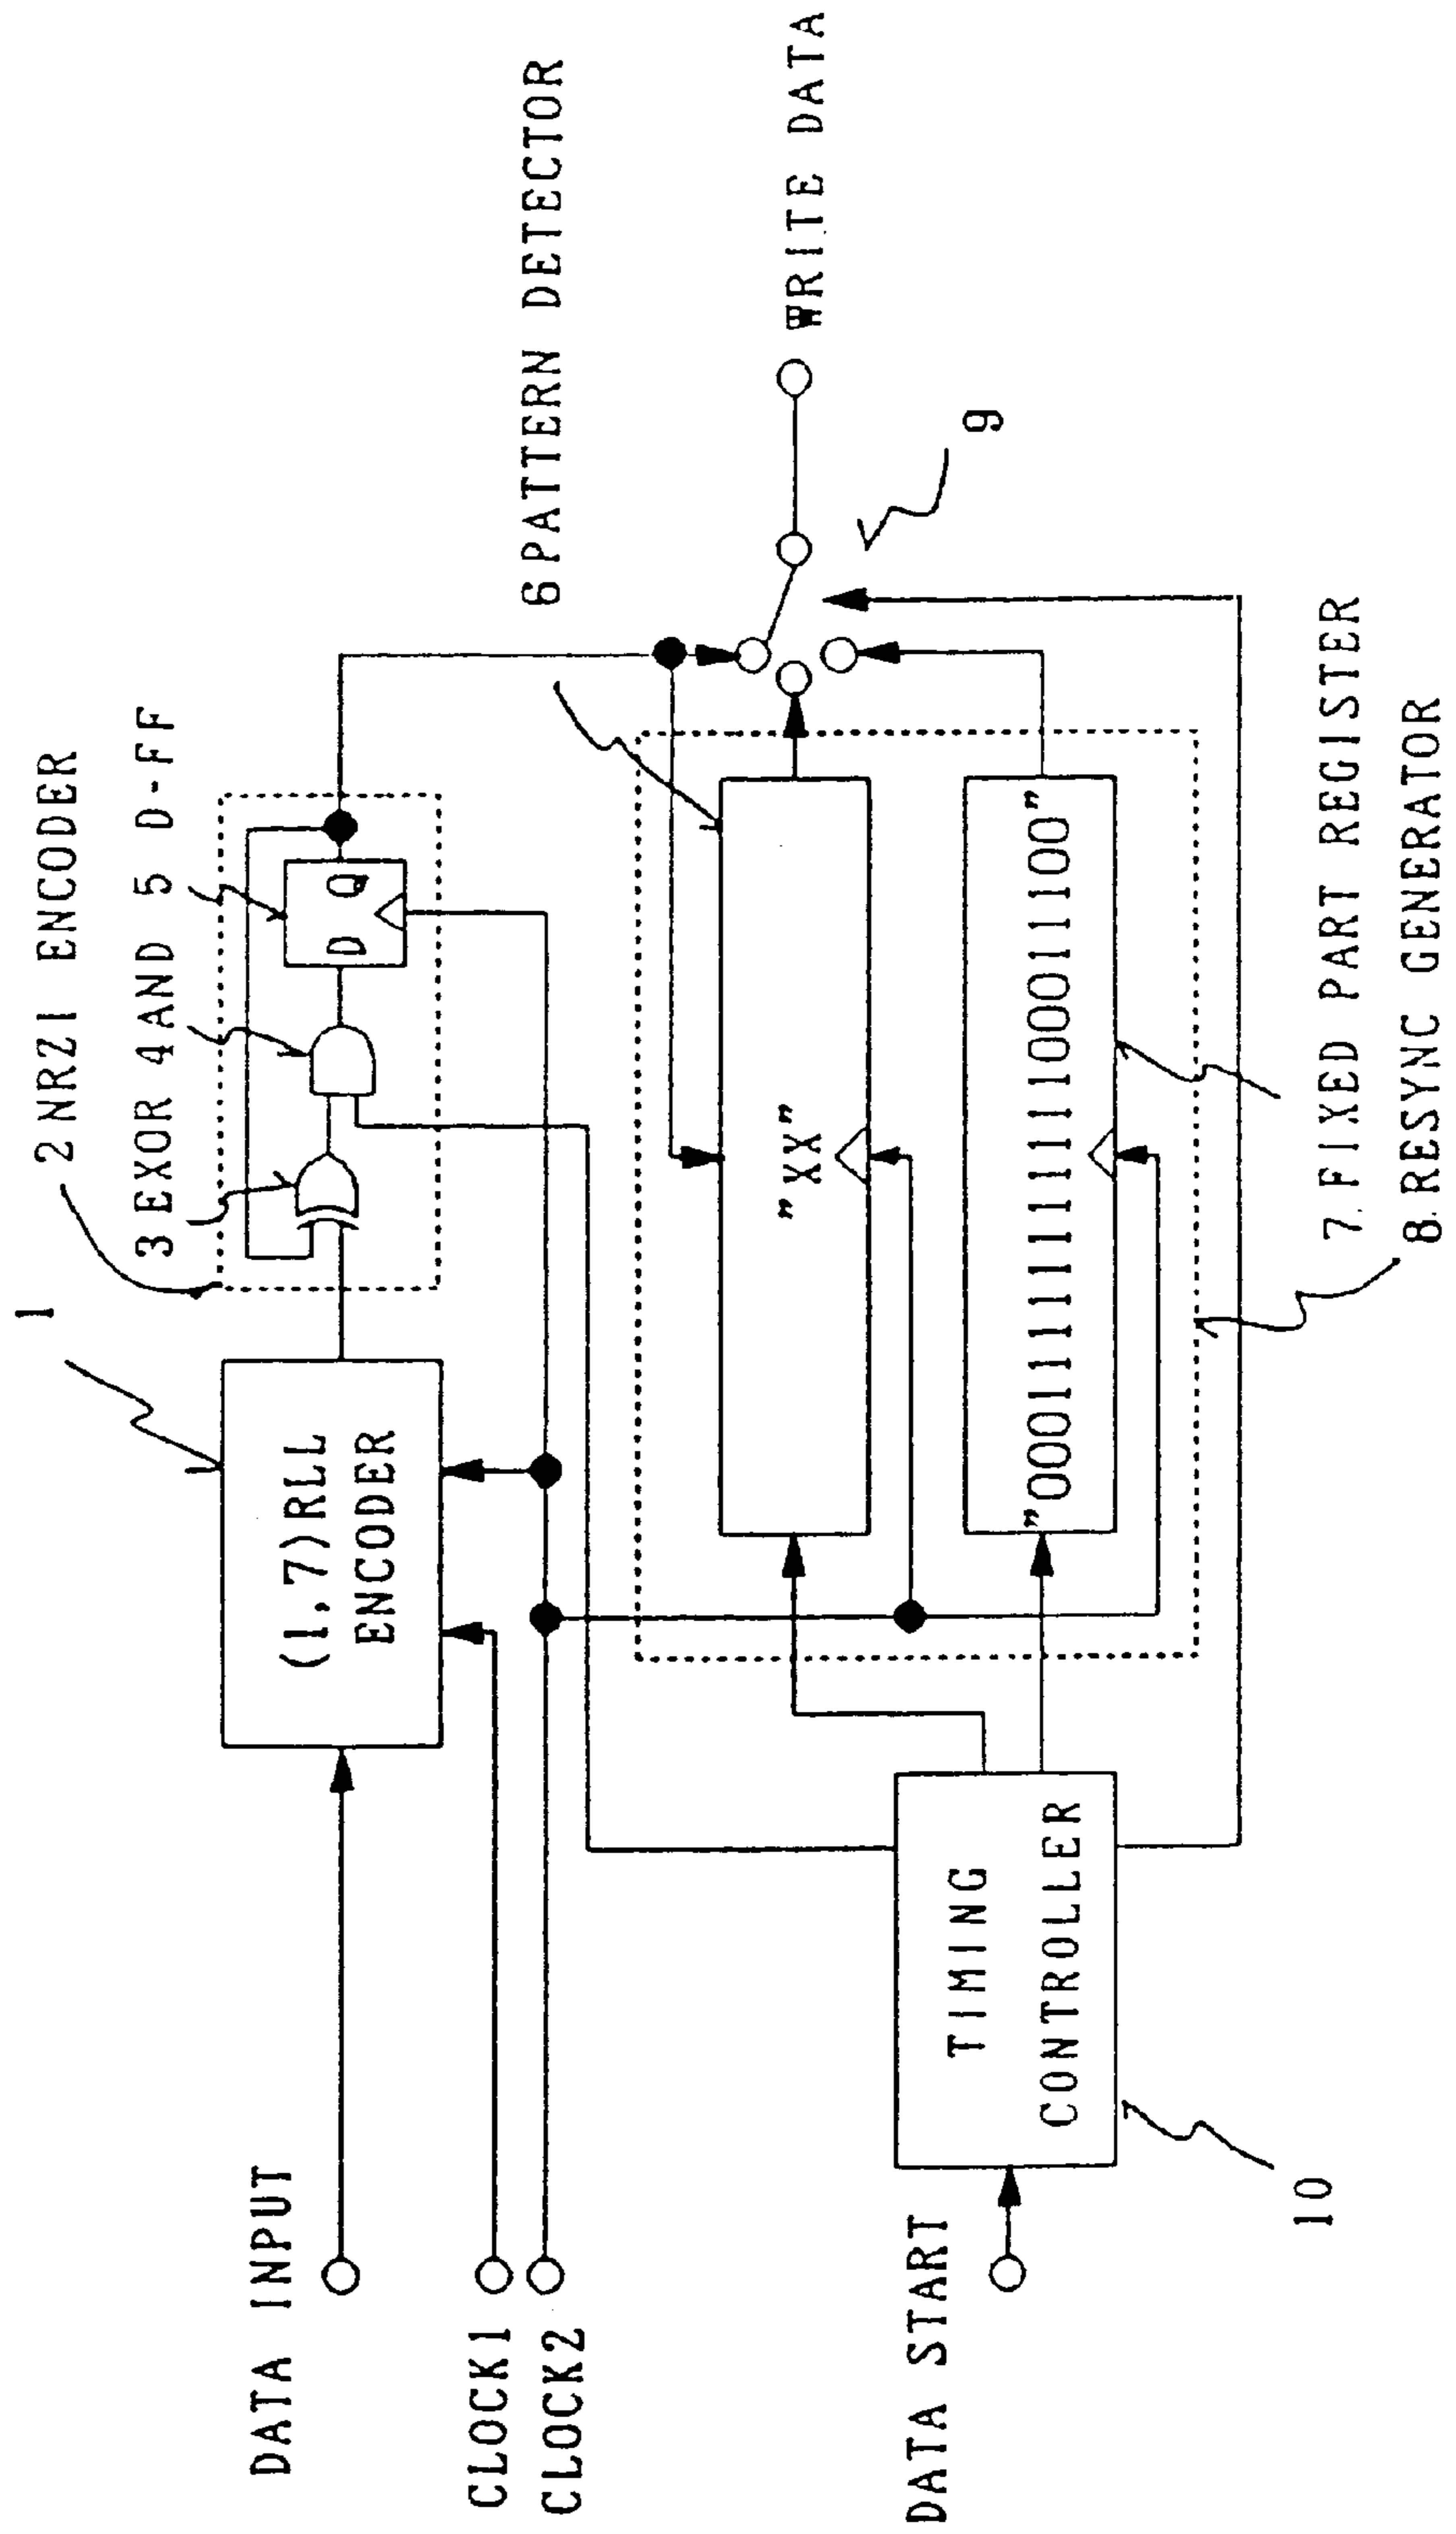 1
2 NRZI ENCODER
3 EXOR 4 AND 5 D-FF
(1,7)RLL
ENCODER
D Q
DATA INPUT
CLOCK1
CLOCK2
6 PATTERN DETECTOR
"XX"
WRITE DATA
9
DATA START
TIMING
CONTROLLER
10
7. FIXED PART REGISTER
8. RESYNC GENERATOR